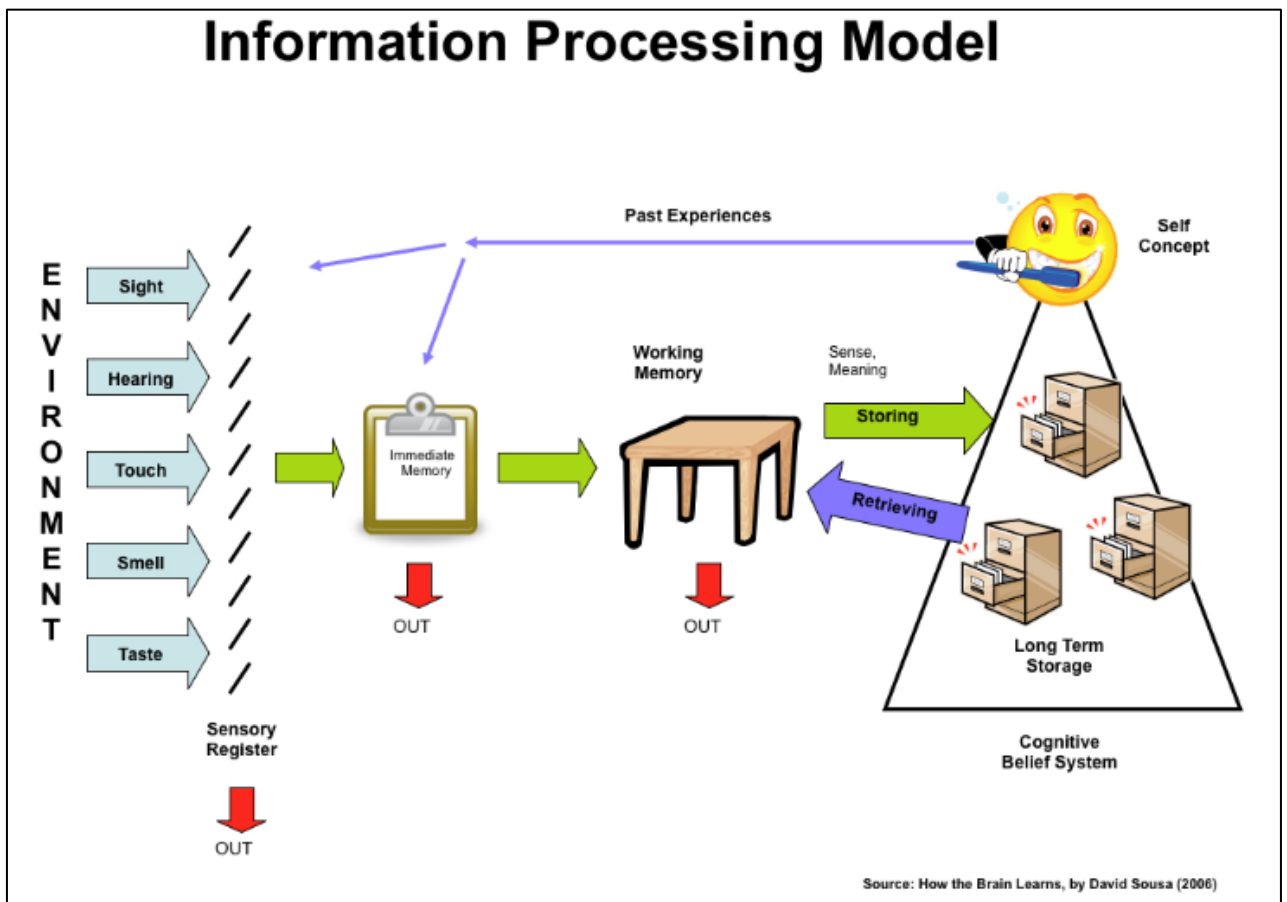 Information Processing Model
ENVIRONMENT
Sight
Hearing
Touch
Smell
Taste
Sensory
Register
OUT
Past Experiences
Immediate
Memory
OUT
Working
Memory
OUT
Sense,
Meaning
Storing
Retrieving
Self
Concept
Long Term
Storage
Cognitive
Belief System
Source: How the Brain Learns, by David Sousa (2006)